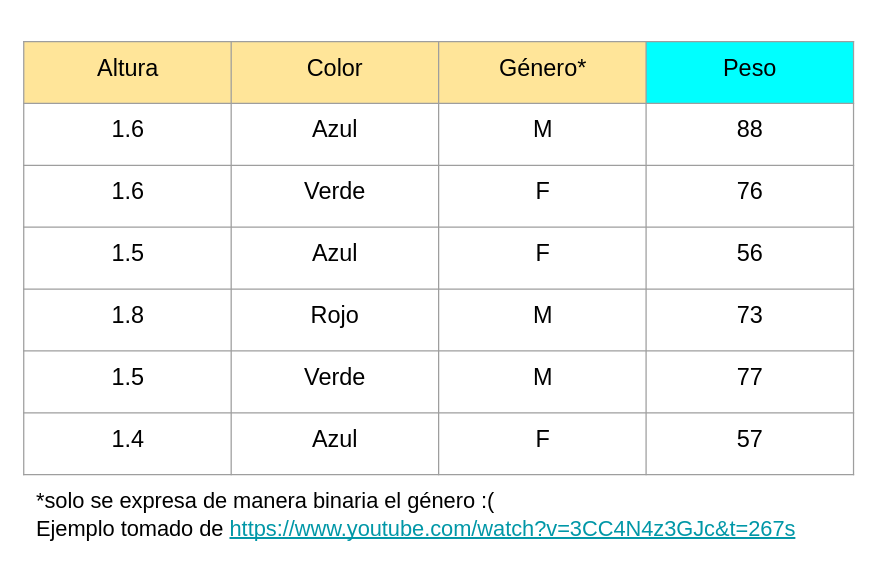 Altura Color Género* Peso
1.6 Azul M 88
1.6 Verde F 76
1.5 Azul F 56
1.8 Rojo M 73
1.5 Verde M 77
1.4 Azul F 57
*solo se expresa de manera binaria el género :(
Ejemplo tomado de https://www.youtube.com/watch?v=3CC4N4z3GJc&t=267s